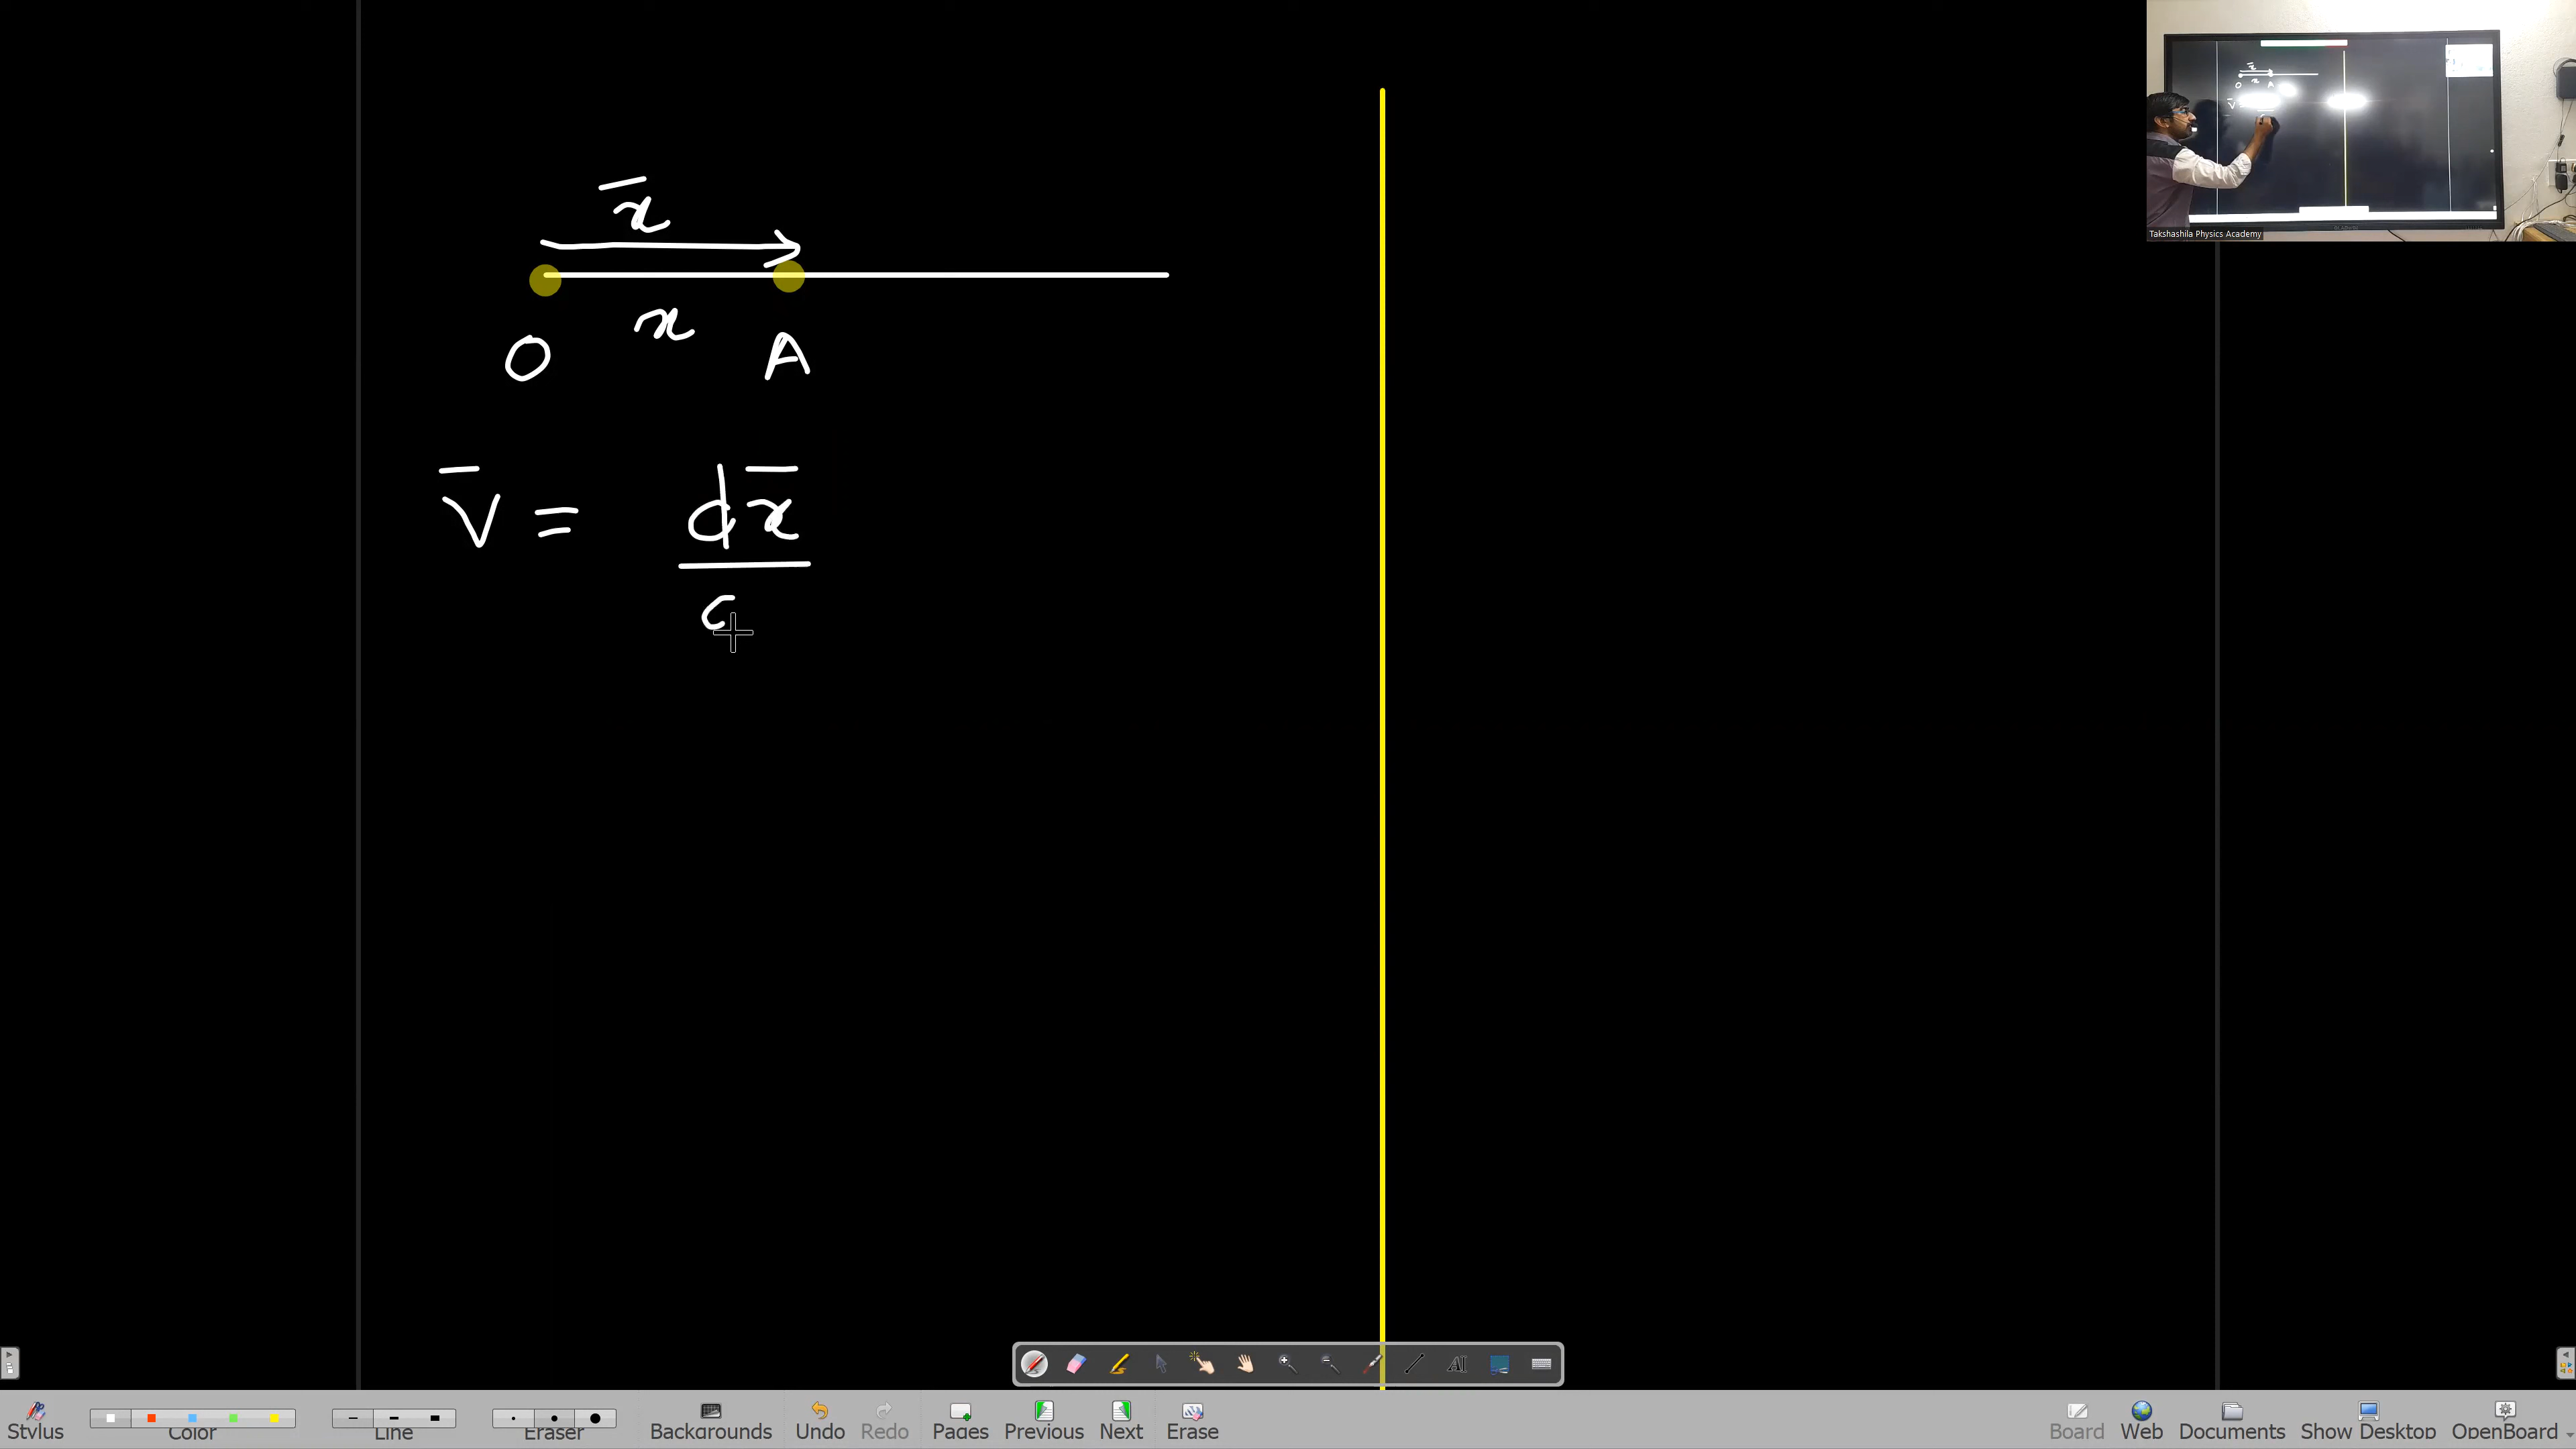 x̄
x
O A
V̄ = dx̄
Takshashila Physics Academy
Stylus Color Line Eraser Backgrounds Undo Redo Pages Previous Next Erase Board Web Documents Show Desktop OpenBoard